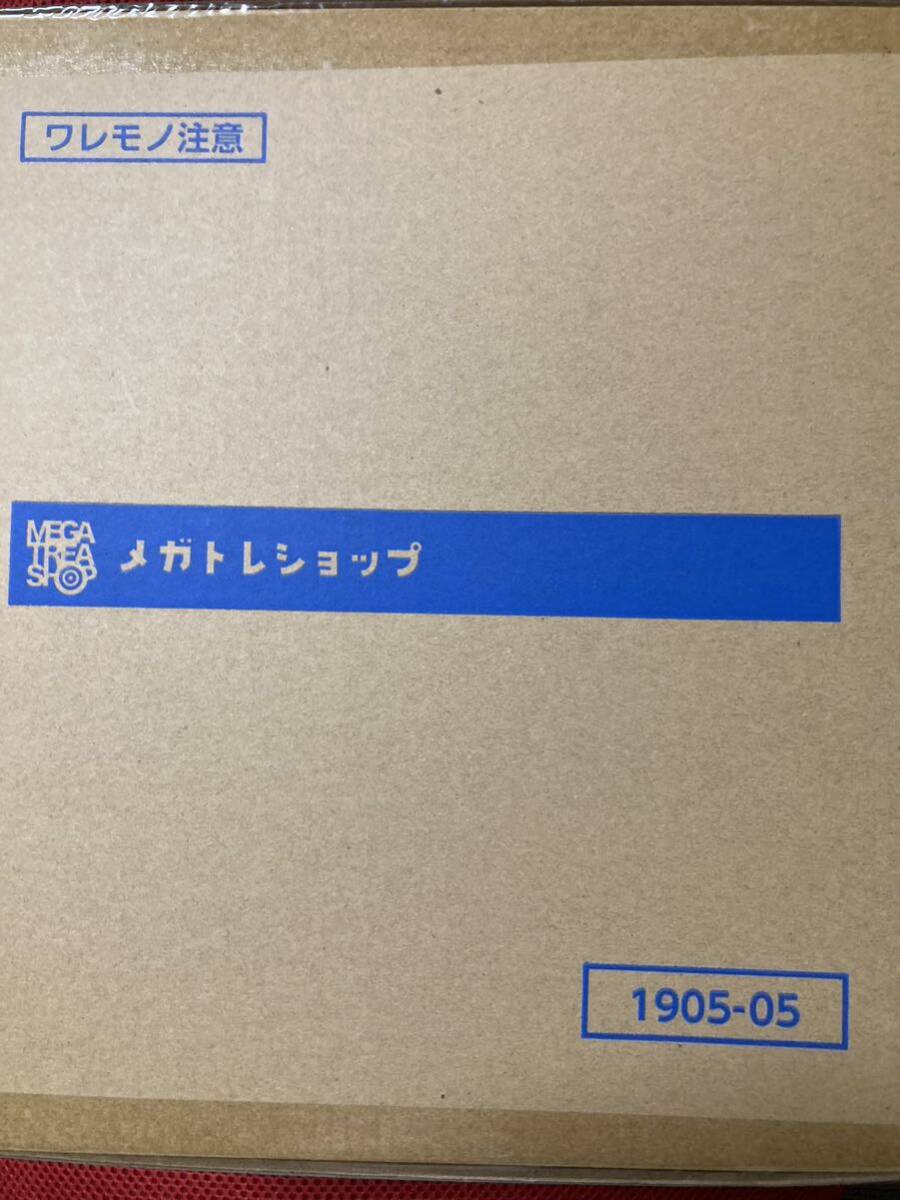 ワレモノ注意
MEGA
TREA
SHOP
メガトレショップ
1905-05